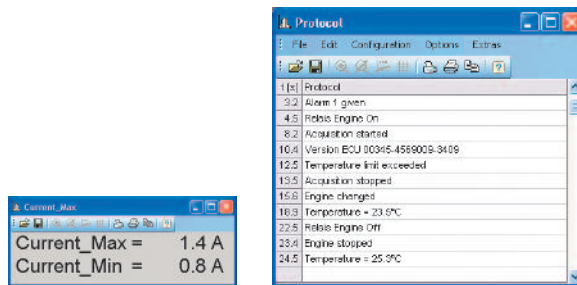 Current_Max
Current_Max = 1.4 A
Current_Min = 0.8 A
Protocol
File Edit Configuration Options Extras
Protocol
3.2 Alarm 1 given
4.5 Relais Engine On
8.2 Acquisition started
10.4 Version ECU 00345-4569009-3409
12.5 Temperature limit exceeded
13.5 Acquisition stopped
15.6 Engine changed
18.9 Temperature = 23.5°C
22.5 Relais Engine Off
23.4 Engine stopped
24.5 Temperature = 25.3°C